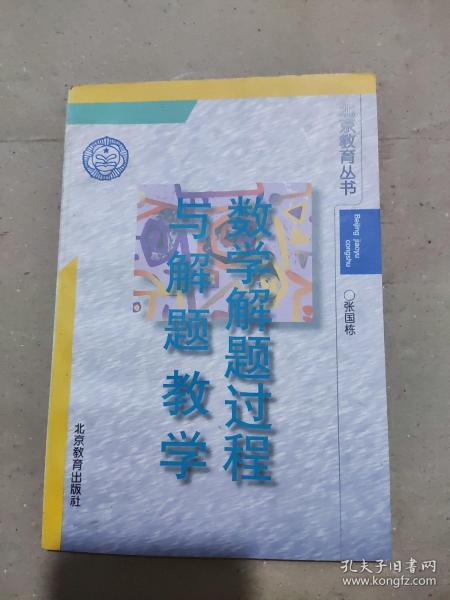 北京教育丛书
Beijing jiaoyu
congshu
数学解题过程
与解题教学
○张国栋
北京教育出版社
孔夫子旧书网
www.kongfz.com